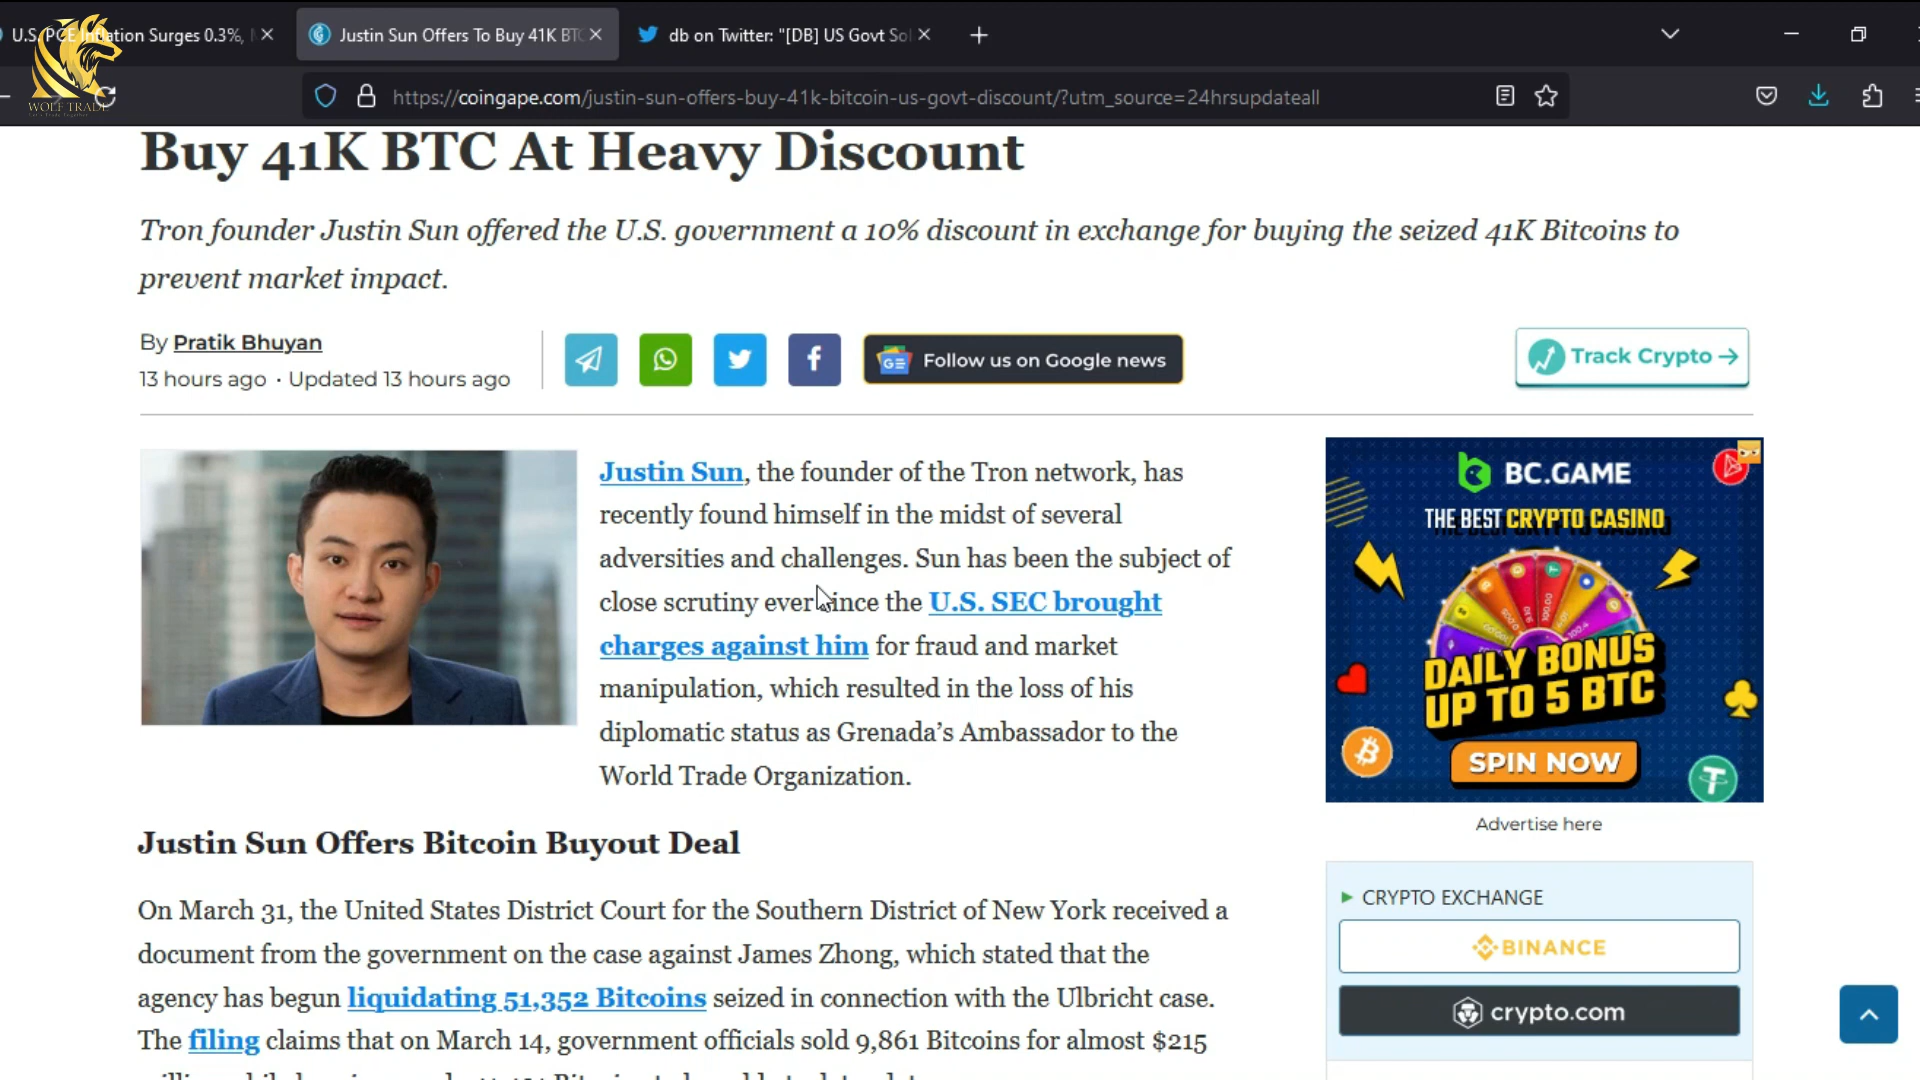 U.S. PCE Inflation Surges 0.3%,
Justin Sun Offers To Buy 41K BTC
db on Twitter: "[DB] US Govt Sol
WOLF TRADE
https://coingape.com/justin-sun-offers-buy-41k-bitcoin-us-govt-discount/?utm_source=24hrsupdateall
Buy 41K BTC At Heavy Discount
Tron founder Justin Sun offered the U.S. government a 10% discount in exchange for buying the seized 41K Bitcoins to
prevent market impact.
By Pratik Bhuyan
13 hours ago · Updated 13 hours ago
Follow us on Google news
Track Crypto →
Justin Sun, the founder of the Tron network, has
recently found himself in the midst of several
adversities and challenges. Sun has been the subject of
close scrutiny ever since the U.S. SEC brought
charges against him for fraud and market
manipulation, which resulted in the loss of his
diplomatic status as Grenada’s Ambassador to the
World Trade Organization.
BC.GAME
THE BEST CRYPTO CASINO
DAILY BONUS
UP TO 5 BTC
SPIN NOW
Advertise here
Justin Sun Offers Bitcoin Buyout Deal
On March 31, the United States District Court for the Southern District of New York received a
document from the government on the case against James Zhong, which stated that the
agency has begun liquidating 51,352 Bitcoins seized in connection with the Ulbricht case.
The filing claims that on March 14, government officials sold 9,861 Bitcoins for almost $215
CRYPTO EXCHANGE
BINANCE
crypto.com